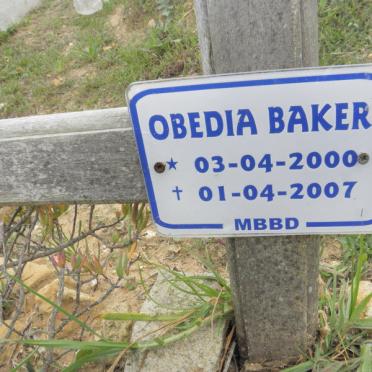 OBEDIA BAKER
★ 03-04-2000
✝ 01-04-2007
MBBD